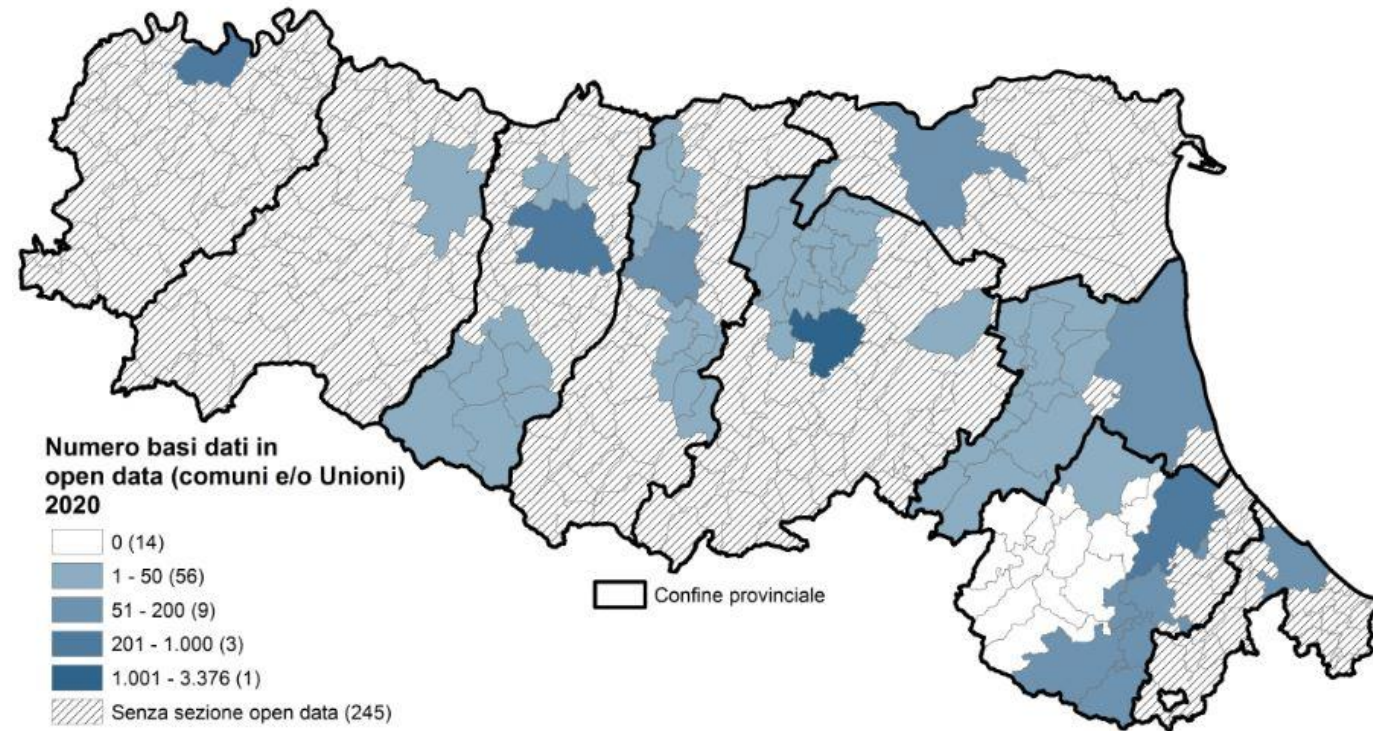 Numero basi dati in
open data (comuni e/o Unioni)
2020
0 (14)
1 - 50 (56)
51 - 200 (9)
201 - 1.000 (3)
1.001 - 3.376 (1)
Senza sezione open data (245)
Confine provinciale